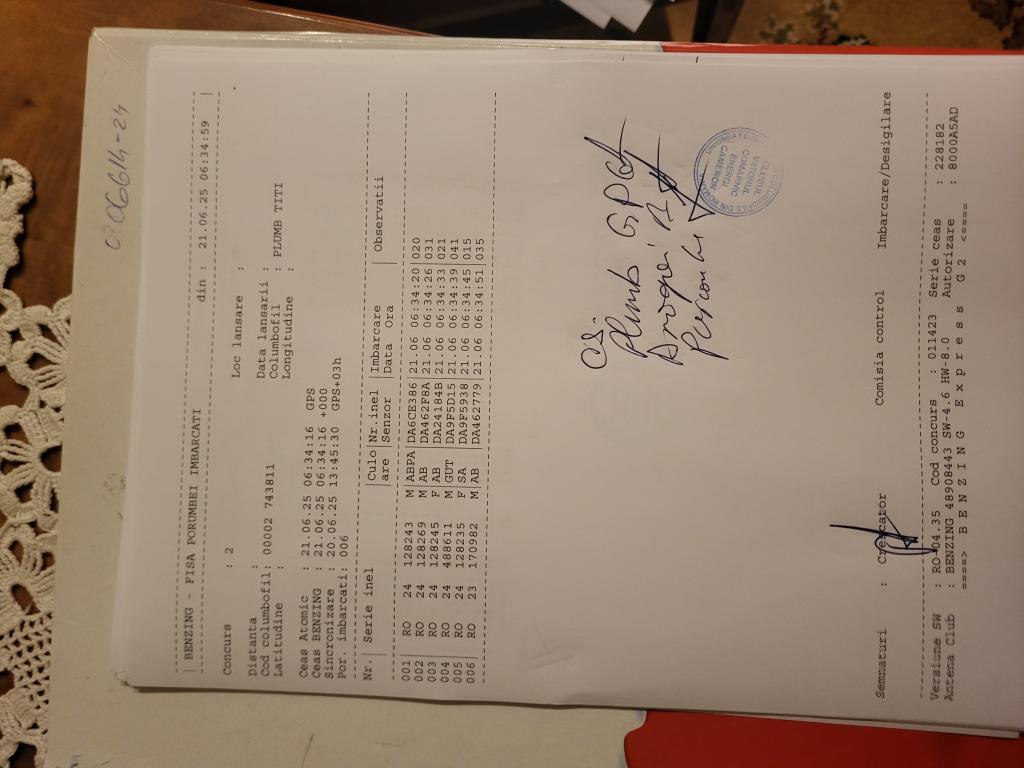 | BENZING - FISA PORUMBEI IMBARCATI din : 21.06.25 06:34:59 |
Concurs : 2 Loc lansare :
Distanta : Data lansarii :
Cod columbofil: 00002 743811 Columbofil : PLUMB TITI
Latitudine : Longitudine :
Ceas Atomic : 21.06.25 06:34:16 GPS
Ceas BENZING : 21.06.25 06:34:16 +000
Sincronizare : 20.06.25 13:45:30 GPS+03h
Por. imbarcati: 006
Nr.| Serie inel |Culo|Nr.inel |Imbarcare | Observatii
|are |Senzor |Data Ora |
001| RO 24 128243 M|ABPA|DA6CE386|21.06 06:34:20|020
002| RO 24 128269 M|AB |DA462F8A|21.06 06:34:26|031
003| RO 24 128245 F|AB |DA24184B|21.06 06:34:33|021
004| RO 24 488611 M|GUT |DA9F5D15|21.06 06:34:39|041
005| RO 24 128235 F|SA |DA9F5938|21.06 06:34:45|015
006| RO 23 170982 M|AB |DA462779|21.06 06:34:51|035
Plumb G
CLUBUL
VIITORUL
COMARNIC
ENERGI
CAMERON
Semnaturi : Crescator Comisia control Imbarcare/Desigilare
Versiune SW : RO-04.35 Cod concurs : 011423 Serie ceas : 228182
Antena Club : BENZING 48908443 SW-4.6 HW-8.0 Autorizare : 8000A5AD
====> B E N Z I N G E x p r e s s G 2 <====